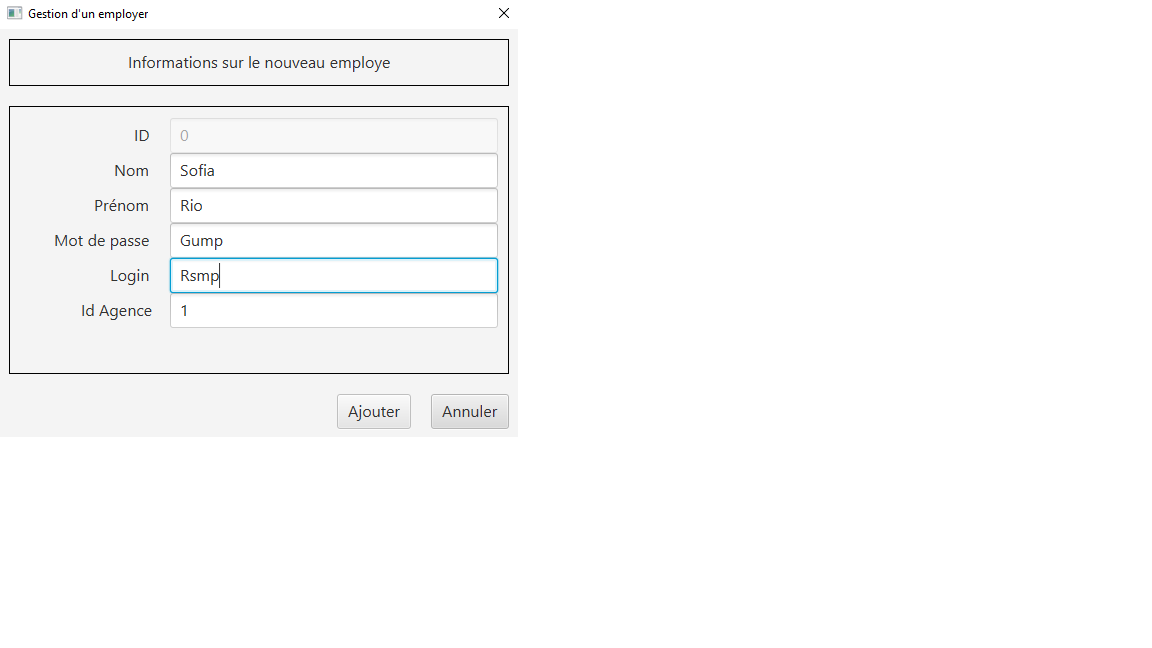 Gestion d'un employer
Informations sur le nouveau employe
ID 0
Nom Sofia
Prénom Rio
Mot de passe Gump
Login Rsmp
Id Agence 1
Ajouter Annuler